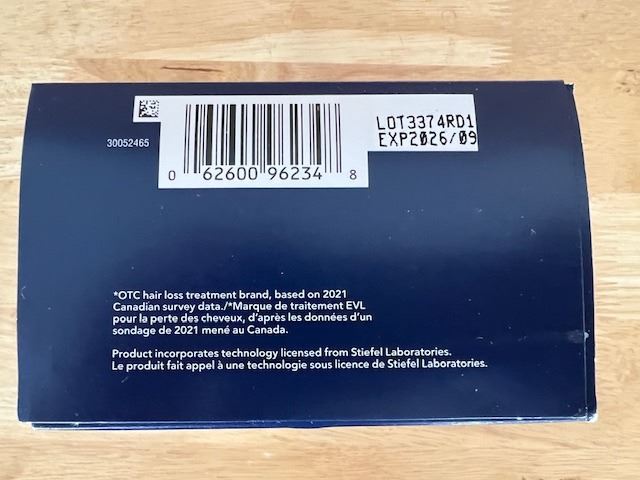 30052465
0 62600 96234 8
LOT3374RD1
EXP2026/09
*OTC hair loss treatment brand, based on 2021
Canadian survey data./*Marque de traitement EVL
pour la perte des cheveux, d'après les données d'un
sondage de 2021 mené au Canada.
Product incorporates technology licensed from Stiefel Laboratories.
Le produit fait appel à une technologie sous licence de Stiefel Laboratories.